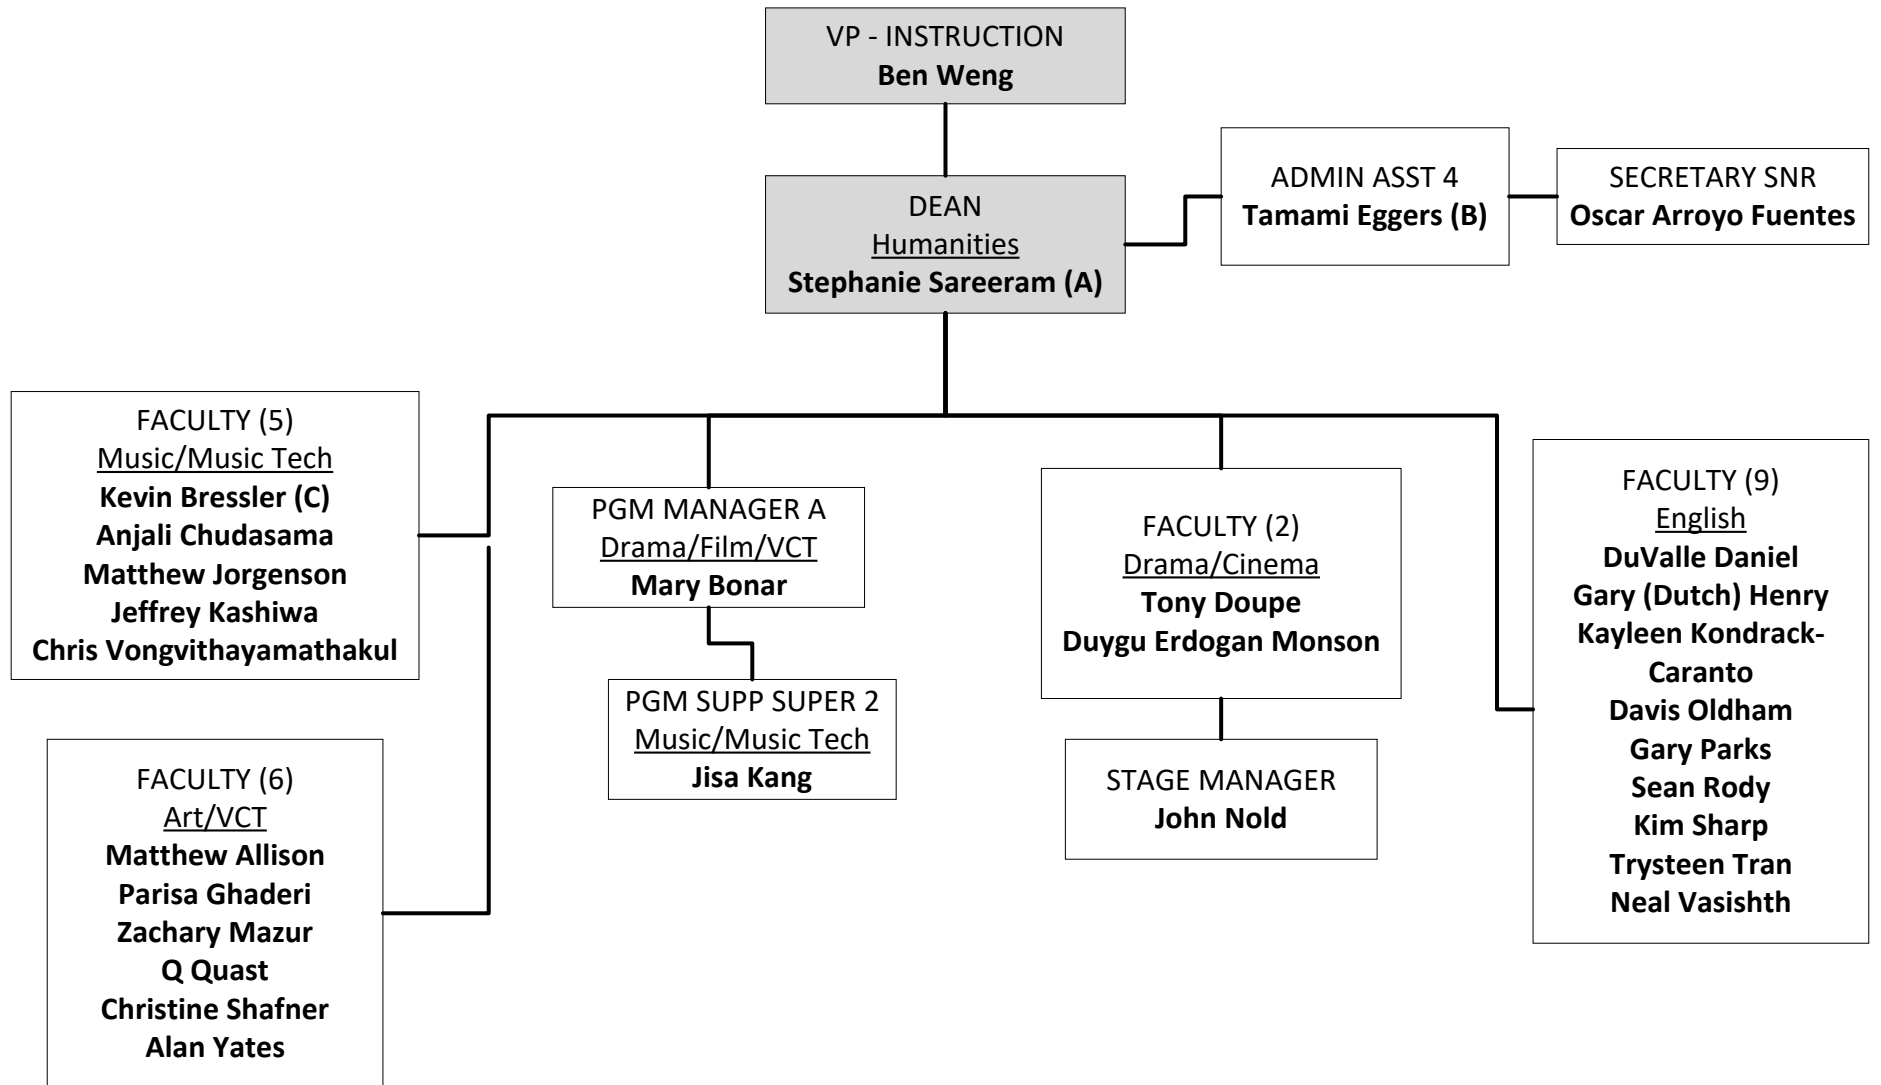 VP - INSTRUCTION
Ben Weng
DEAN
Humanities
Stephanie Sareeram (A)
ADMIN ASST 4
Tamami Eggers (B)
SECRETARY SNR
Oscar Arroyo Fuentes
FACULTY (5)
Music/Music Tech
Kevin Bressler (C)
Anjali Chudasama
Matthew Jorgenson
Jeffrey Kashiwa
Chris Vongvithayamathakul
FACULTY (6)
Art/VCT
Matthew Allison
Parisa Ghaderi
Zachary Mazur
Q Quast
Christine Shafner
Alan Yates
PGM MANAGER A
Drama/Film/VCT
Mary Bonar
PGM SUPP SUPER 2
Music/Music Tech
Jisa Kang
FACULTY (2)
Drama/Cinema
Tony Doupe
Duygu Erdogan Monson
STAGE MANAGER
John Nold
FACULTY (9)
English
DuValle Daniel
Gary (Dutch) Henry
Kayleen Kondrack-
Caranto
Davis Oldham
Gary Parks
Sean Rody
Kim Sharp
Trysteen Tran
Neal Vasishth